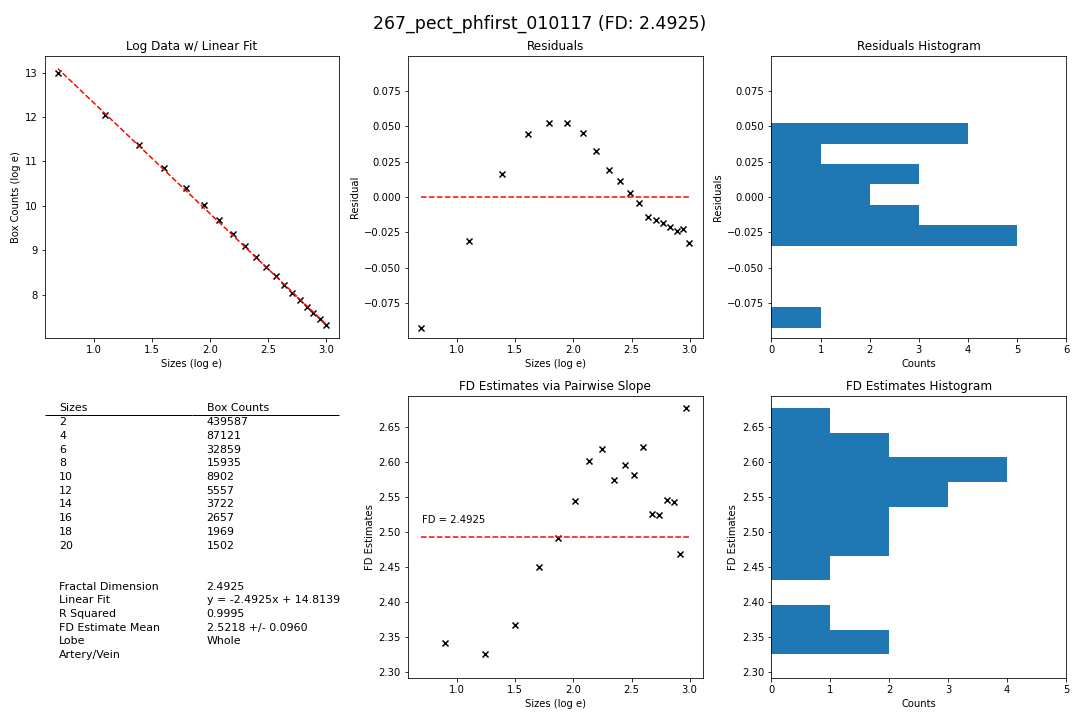 267_pect_phfirst_010117 (FD: 2.4925)
Log Data w/ Linear Fit
13
12
11
10
9
8
Box Counts (log e)
1.0 1.5 2.0 2.5 3.0
Sizes (log e)
Residuals
0.075
0.050
0.025
0.000
−0.025
−0.050
−0.075
Residual
1.0 1.5 2.0 2.5 3.0
Sizes (log e)
Residuals Histogram
0.075
0.050
0.025
0.000
−0.025
−0.050
−0.075
Residuals
0 1 2 3 4 5 6
Counts
Sizes Box Counts
2 439587
4 87121
6 32859
8 15935
10 8902
12 5557
14 3722
16 2657
18 1969
20 1502
Fractal Dimension 2.4925
Linear Fit y = -2.4925x + 14.8139
R Squared 0.9995
FD Estimate Mean 2.5218 +/- 0.0960
Lobe Whole
Artery/Vein
FD Estimates via Pairwise Slope
2.65
2.60
2.55
2.50
2.45
2.40
2.35
2.30
FD Estimates
FD = 2.4925
1.0 1.5 2.0 2.5 3.0
Sizes (log e)
FD Estimates Histogram
2.65
2.60
2.55
2.50
2.45
2.40
2.35
2.30
FD Estimates
0 1 2 3 4 5
Counts